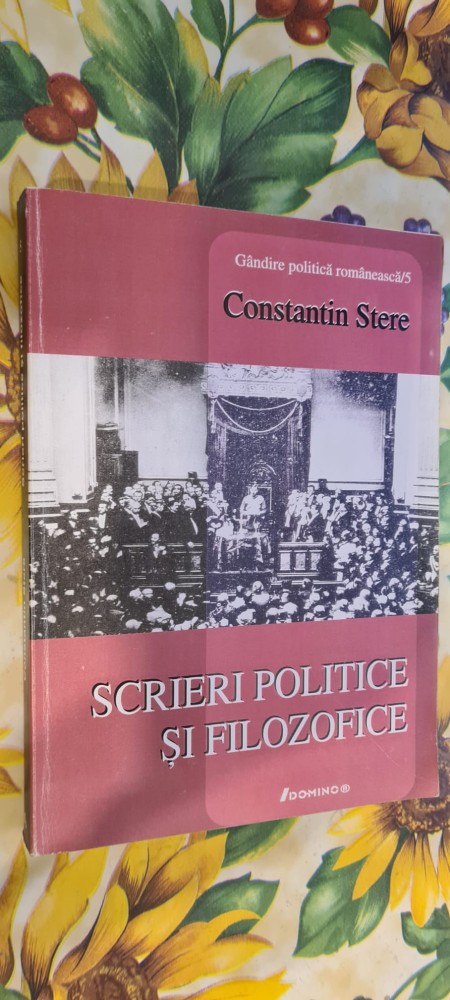 Gândire politică românească/5
Constantin Stere
SCRIERI POLITICE
ȘI FILOZOFICE
DOMINO®